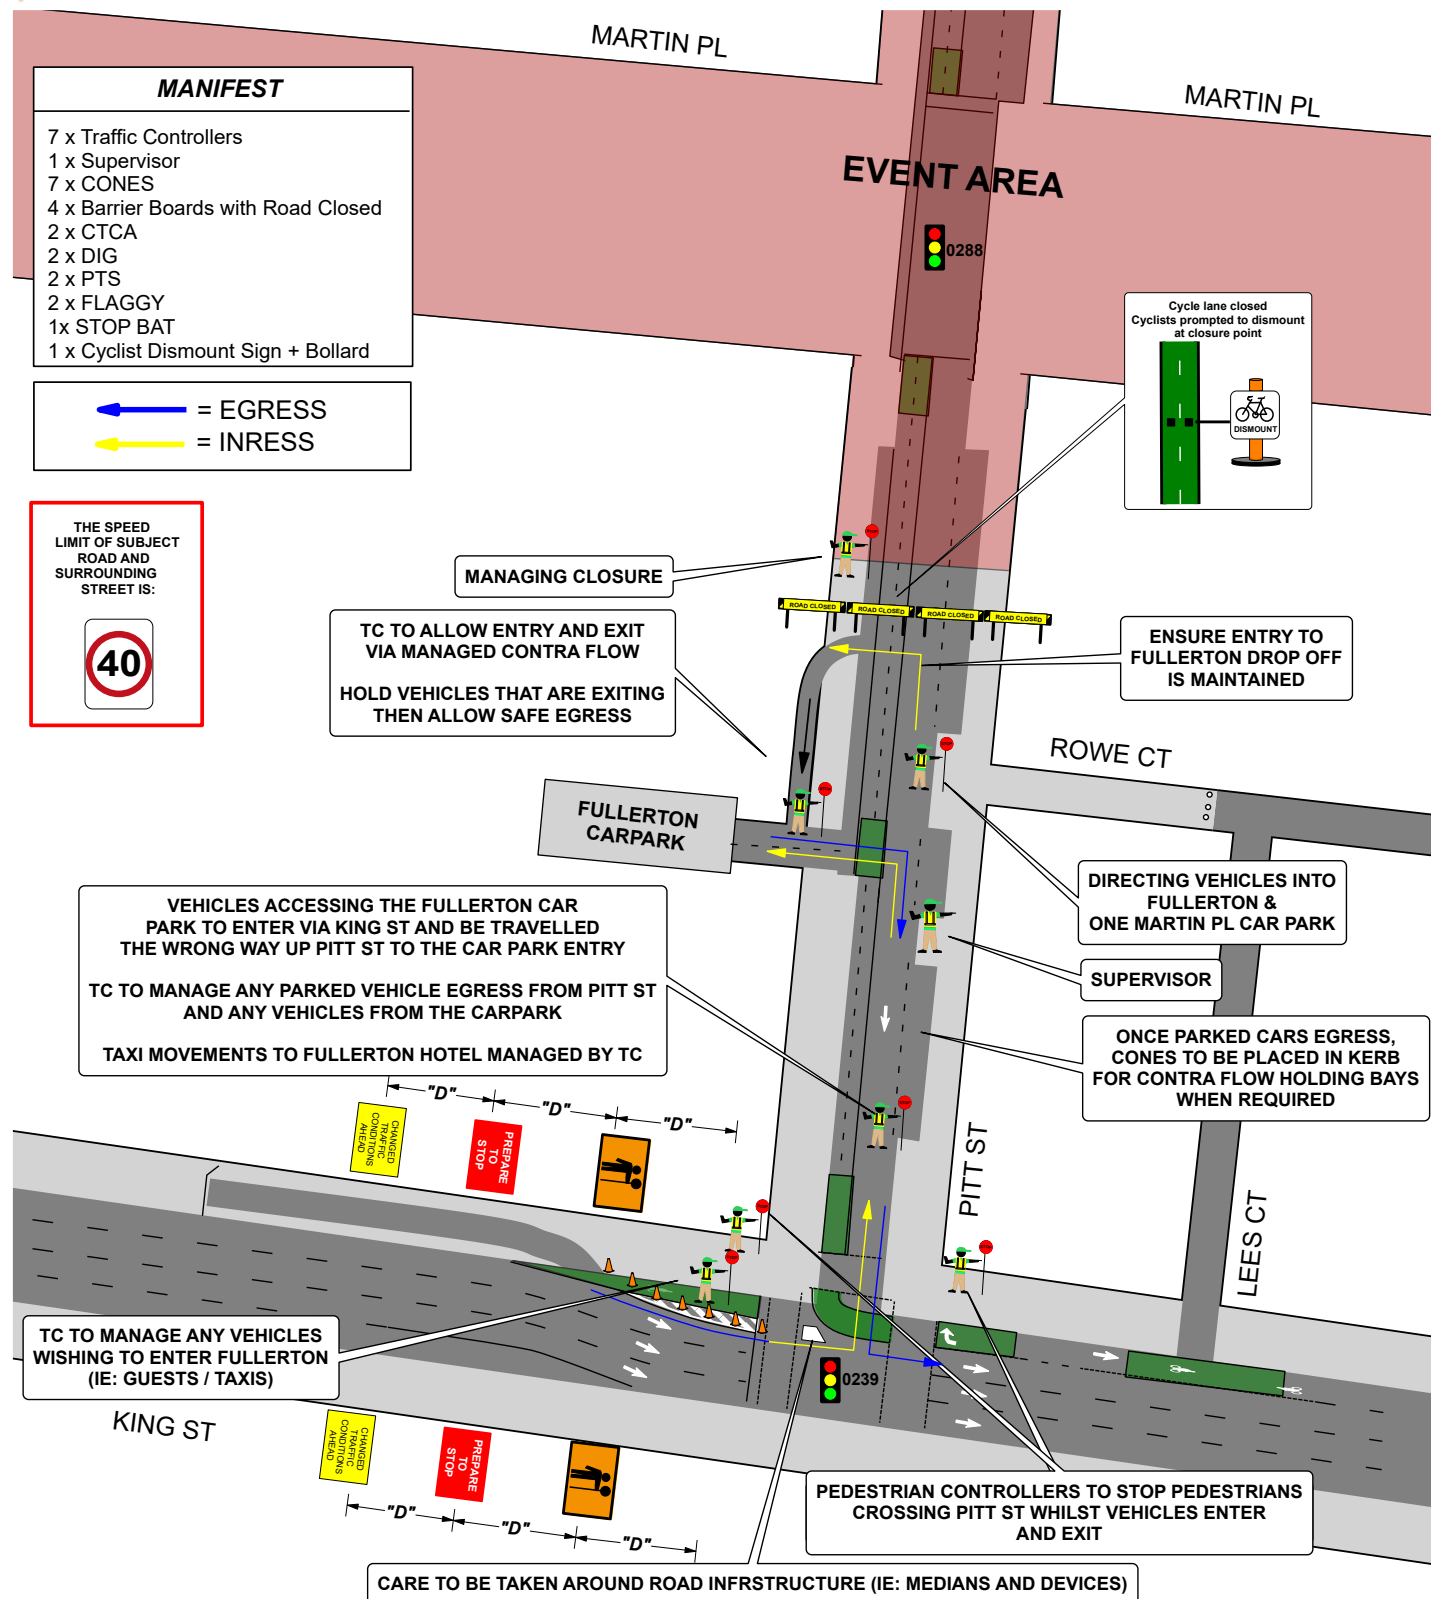 MARTIN PL
MARTIN PL
MANIFEST
7 x Traffic Controllers
1 x Supervisor
7 x CONES
4 x Barrier Boards with Road Closed
2 x CTCA
2 x DIG
2 x PTS
2 x FLAGGY
1x STOP BAT
1 x Cyclist Dismount Sign + Bollard
= EGRESS
= INRESS
THE SPEED
LIMIT OF SUBJECT
ROAD AND
SURROUNDING
STREET IS:
40
EVENT AREA
0288
Cycle lane closed
Cyclists prompted to dismount
at closure point
DISMOUNT
STOP
MANAGING CLOSURE
ROAD CLOSED
ROAD CLOSED
ROAD CLOSED
ROAD CLOSED
TC TO ALLOW ENTRY AND EXIT
VIA MANAGED CONTRA FLOW
HOLD VEHICLES THAT ARE EXITING
THEN ALLOW SAFE EGRESS
ENSURE ENTRY TO
FULLERTON DROP OFF
IS MAINTAINED
STOP
ROWE CT
STOP
FULLERTON
CARPARK
DIRECTING VEHICLES INTO
FULLERTON &
ONE MARTIN PL CAR PARK
SUPERVISOR
VEHICLES ACCESSING THE FULLERTON CAR
PARK TO ENTER VIA KING ST AND BE TRAVELLED
THE WRONG WAY UP PITT ST TO THE CAR PARK ENTRY
TC TO MANAGE ANY PARKED VEHICLE EGRESS FROM PITT ST
AND ANY VEHICLES FROM THE CARPARK
TAXI MOVEMENTS TO FULLERTON HOTEL MANAGED BY TC
ONCE PARKED CARS EGRESS,
CONES TO BE PLACED IN KERB
FOR CONTRA FLOW HOLDING BAYS
WHEN REQUIRED
STOP
"D"
"D"
"D"
CHANGED
TRAFFIC
CONDITIONS
AHEAD
PREPARE
TO
STOP
PITT ST
LEES CT
STOP
STOP
STOP
TC TO MANAGE ANY VEHICLES
WISHING TO ENTER FULLERTON
(IE: GUESTS / TAXIS)
0239
KING ST
CHANGED
TRAFFIC
CONDITIONS
AHEAD
PREPARE
TO
STOP
"D"
"D"
"D"
PEDESTRIAN CONTROLLERS TO STOP PEDESTRIANS
CROSSING PITT ST WHILST VEHICLES ENTER
AND EXIT
CARE TO BE TAKEN AROUND ROAD INFRSTRUCTURE (IE: MEDIANS AND DEVICES)